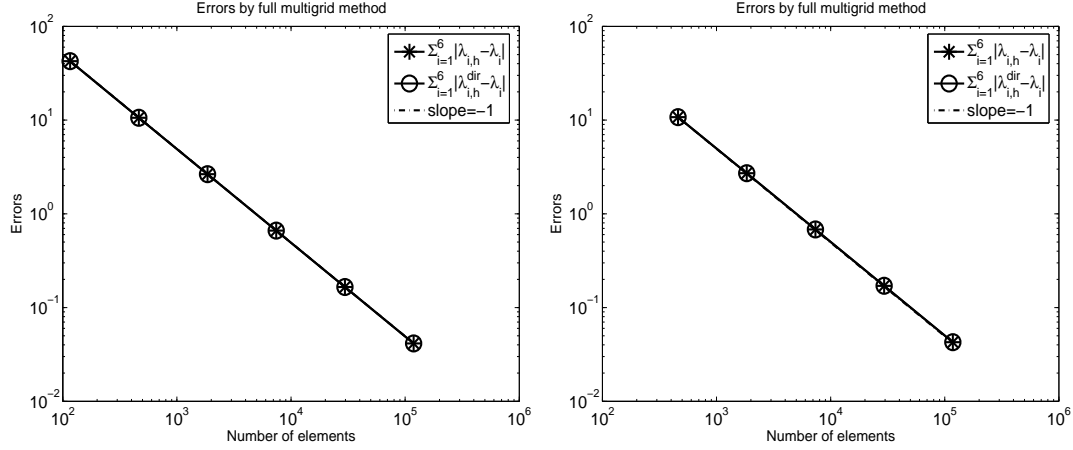 Errors by full multigrid method
10^2
10^1
10^0
10^-1
10^-2
Errors
Σ^6_{i=1}|λ_{i,h}−λ_i|
Σ^6_{i=1}|λ^{dir}_{i,h}−λ_i|
slope=−1
10^2 10^3 10^4 10^5 10^6
Number of elements
Errors by full multigrid method
10^2
10^1
10^0
10^-1
10^-2
Errors
Σ^6_{i=1}|λ_{i,h}−λ_i|
Σ^6_{i=1}|λ^{dir}_{i,h}−λ_i|
slope=−1
10^2 10^3 10^4 10^5 10^6
Number of elements